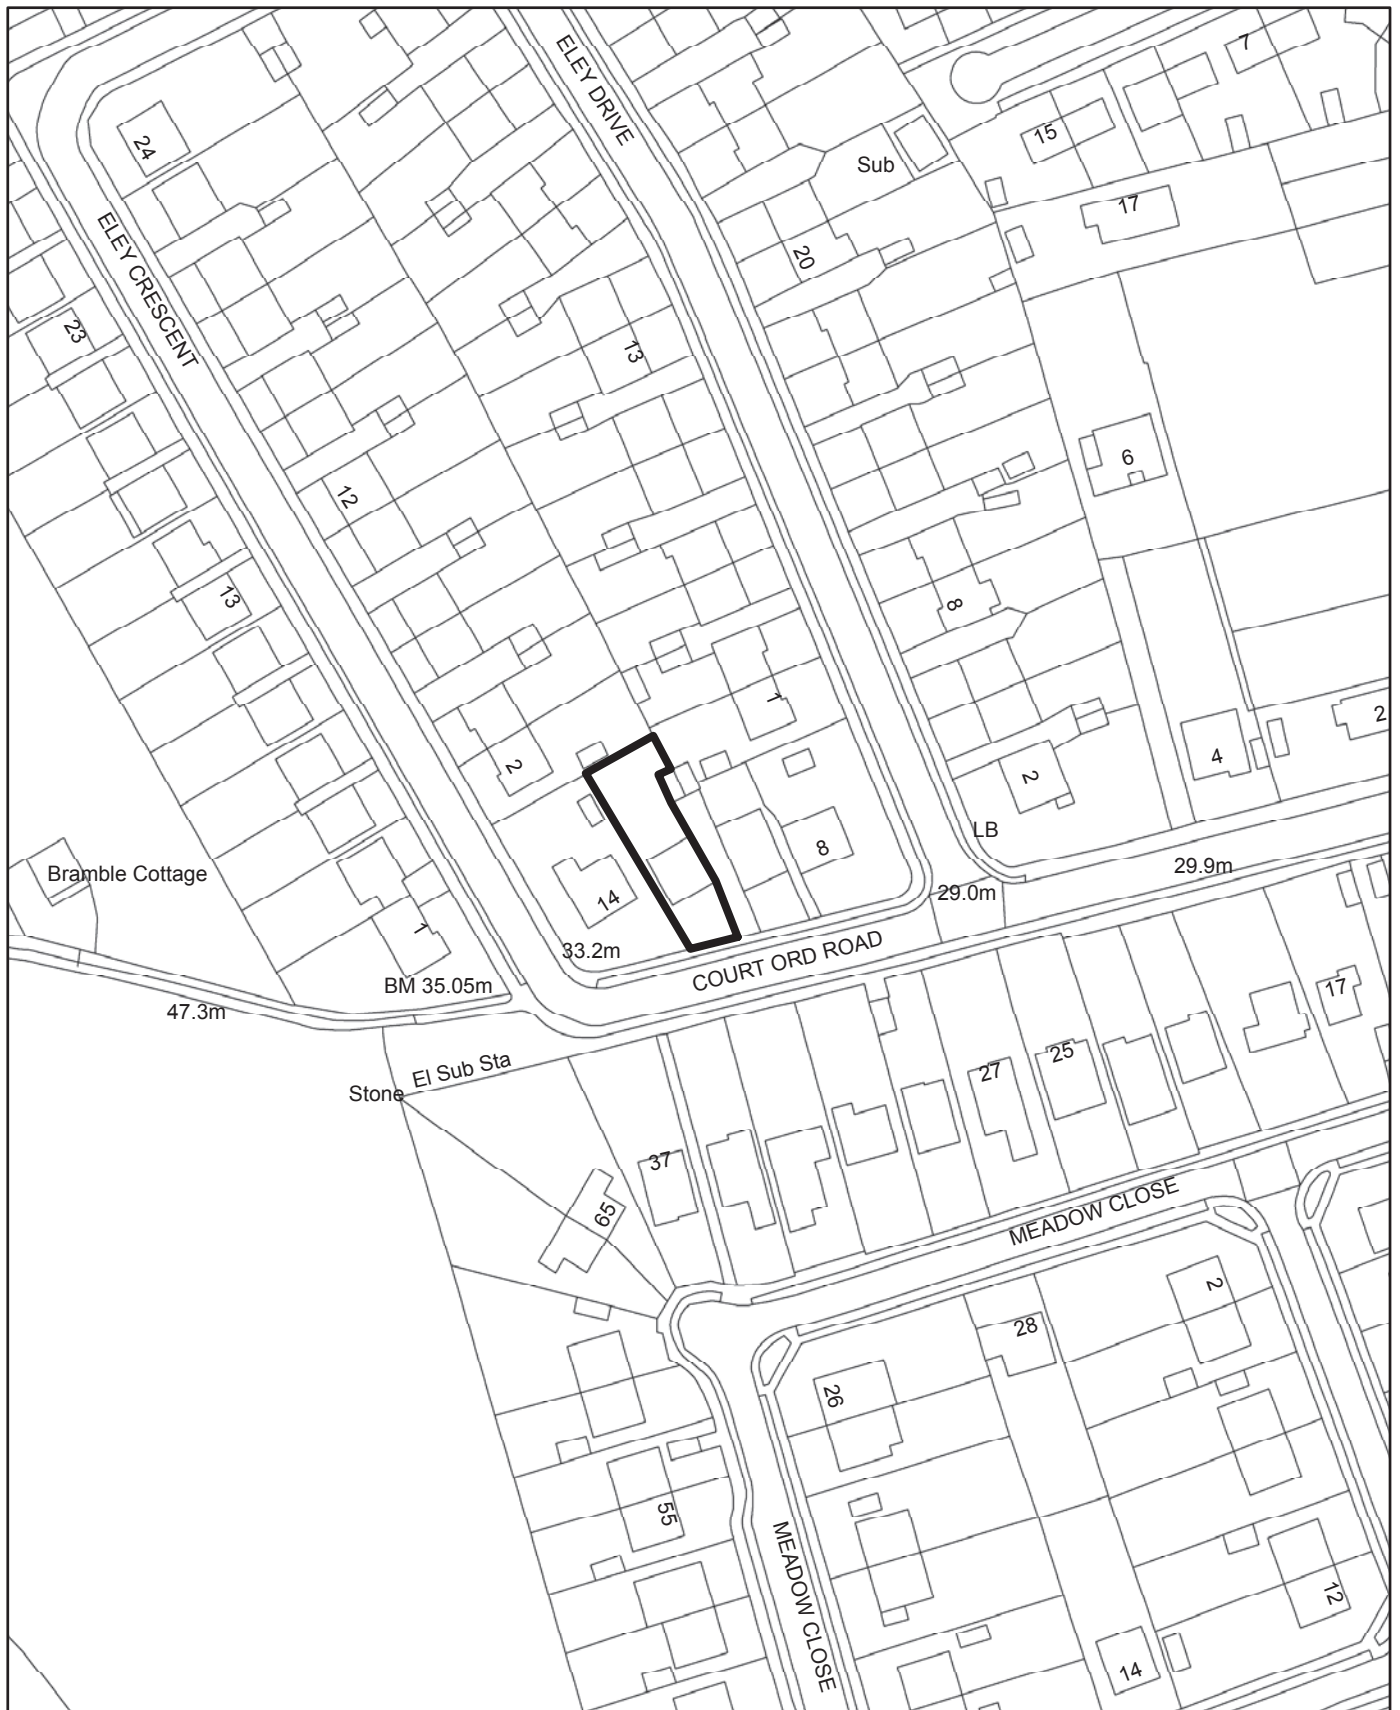 7
ELEY DRIVE
15
24
Sub
17
ELEY CRESCENT
20
23
13
6
12
13
8
1
2
2
4
2
LB
8
29.9m
Bramble Cottage
14
29.0m
1
33.2m
COURT ORD ROAD
BM 35.05m
17
47.3m
25
El Sub Sta
27
Stone
37
MEADOW CLOSE
65
2
28
26
55
MEADOW CLOSE
12
14